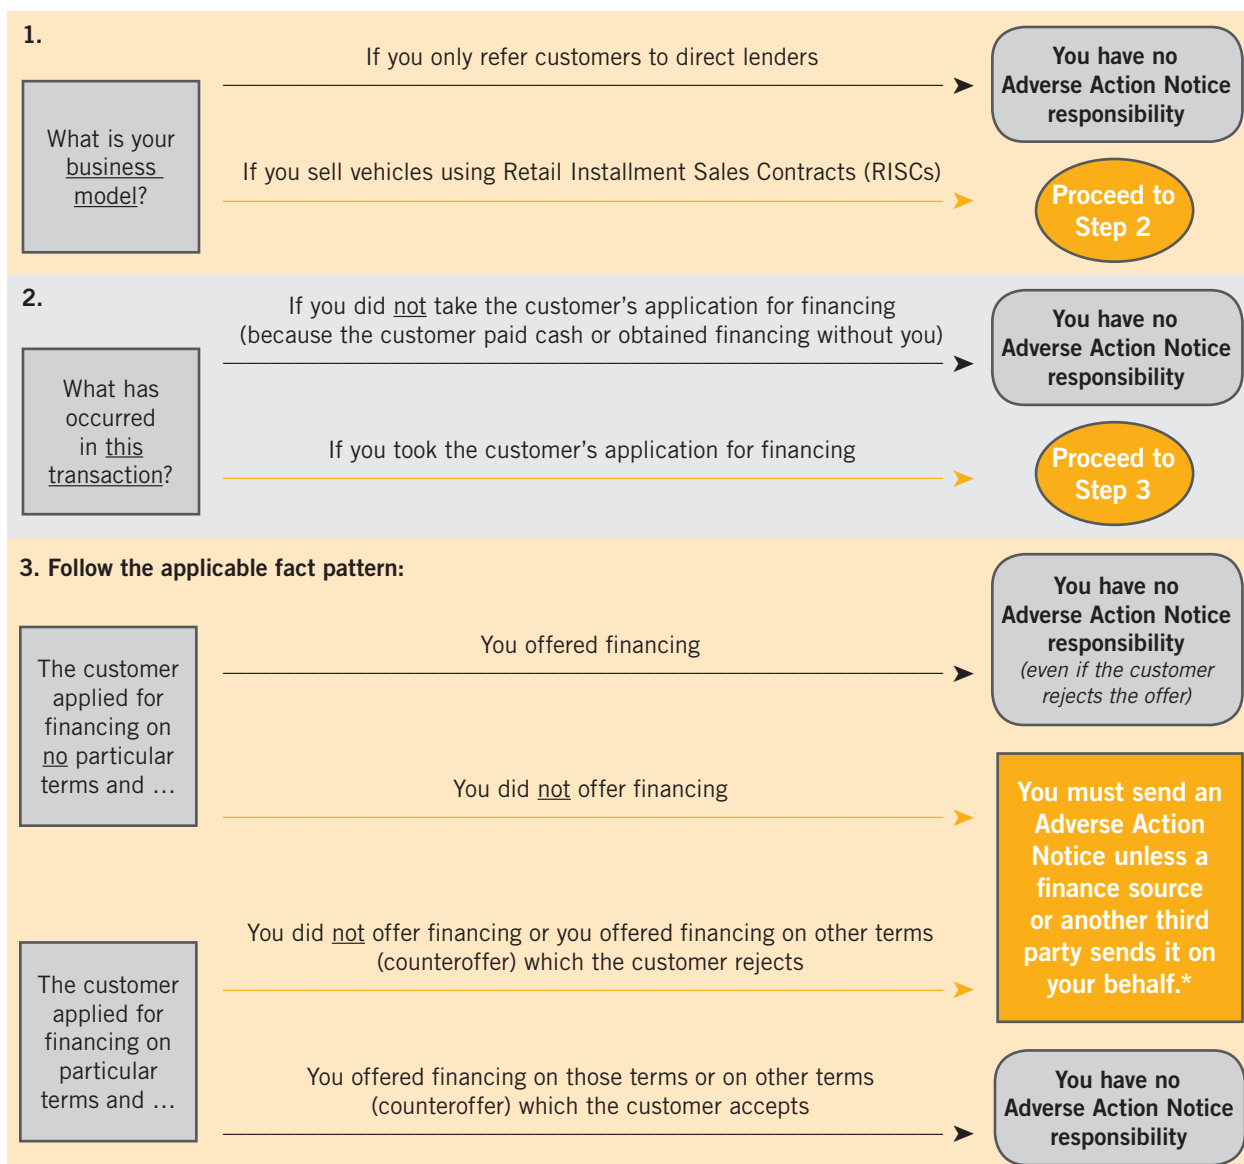 1.
What is your
business
model?
If you only refer customers to direct lenders
You have no
Adverse Action Notice
responsibility
If you sell vehicles using Retail Installment Sales Contracts (RISCs)
Proceed to
Step 2
2.
What has
occurred
in this
transaction?
If you did not take the customer’s application for financing
(because the customer paid cash or obtained financing without you)
You have no
Adverse Action Notice
responsibility
If you took the customer’s application for financing
Proceed to
Step 3
3. Follow the applicable fact pattern:
The customer
applied for
financing on
no particular
terms and …
You offered financing
You have no
Adverse Action Notice
responsibility
(even if the customer
rejects the offer)
You did not offer financing
You must send an
Adverse Action
Notice unless a
finance source
or another third
party sends it on
your behalf.*
The customer
applied for
financing on
particular
terms and …
You did not offer financing or you offered financing on other terms
(counteroffer) which the customer rejects
You offered financing on those terms or on other terms
(counteroffer) which the customer accepts
You have no
Adverse Action Notice
responsibility